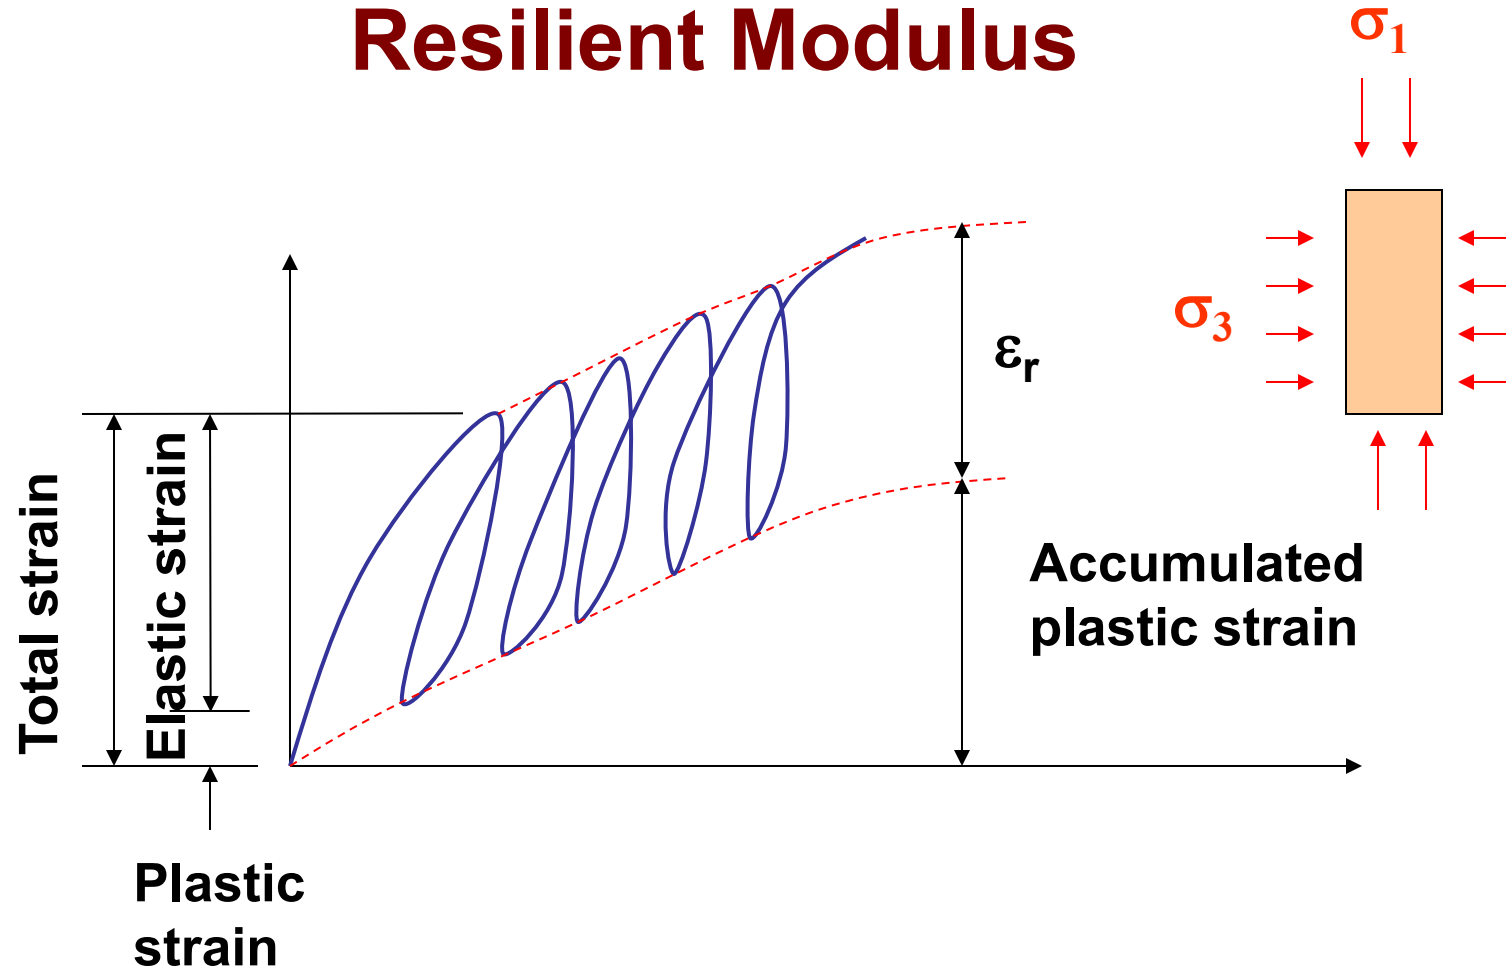 Resilient Modulus
σ1
σ3
εr
Total strain
Elastic strain
Accumulated
plastic strain
Plastic
strain